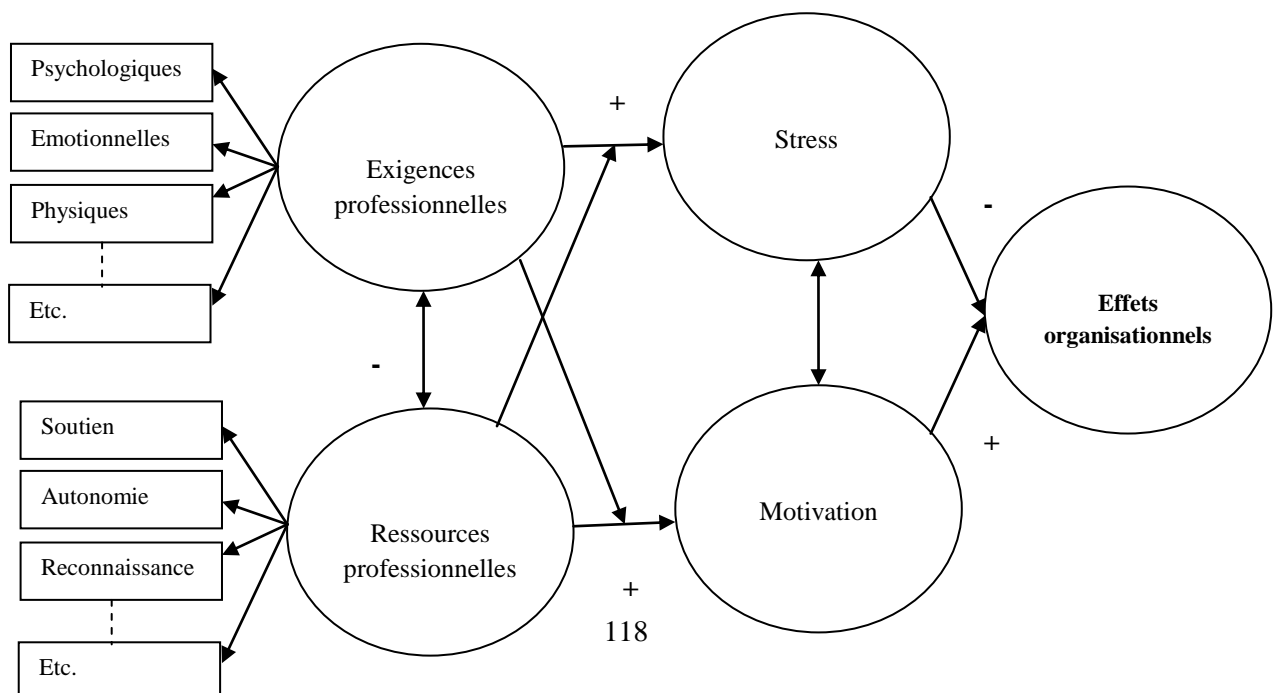 Psychologiques
Emotionnelles
Physiques
Etc.
Exigences
professionnelles
+
Stress
-
Effets
organisationnels
-
Soutien
Autonomie
Reconnaissance
Etc.
Ressources
professionnelles
+
Motivation
+
118